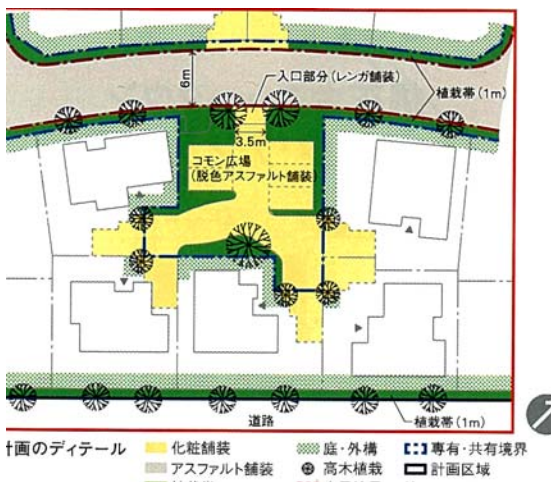 入口部分(レンガ舗装)
6m
植栽帯(1m)
3.5m
コモン広場
(脱色アスファルト舗装)
植栽帯(1m)
道路
計画のディテール
化粧舗装
庭・外構
専有・共有境界
アスファルト舗装
高木植栽
計画区域